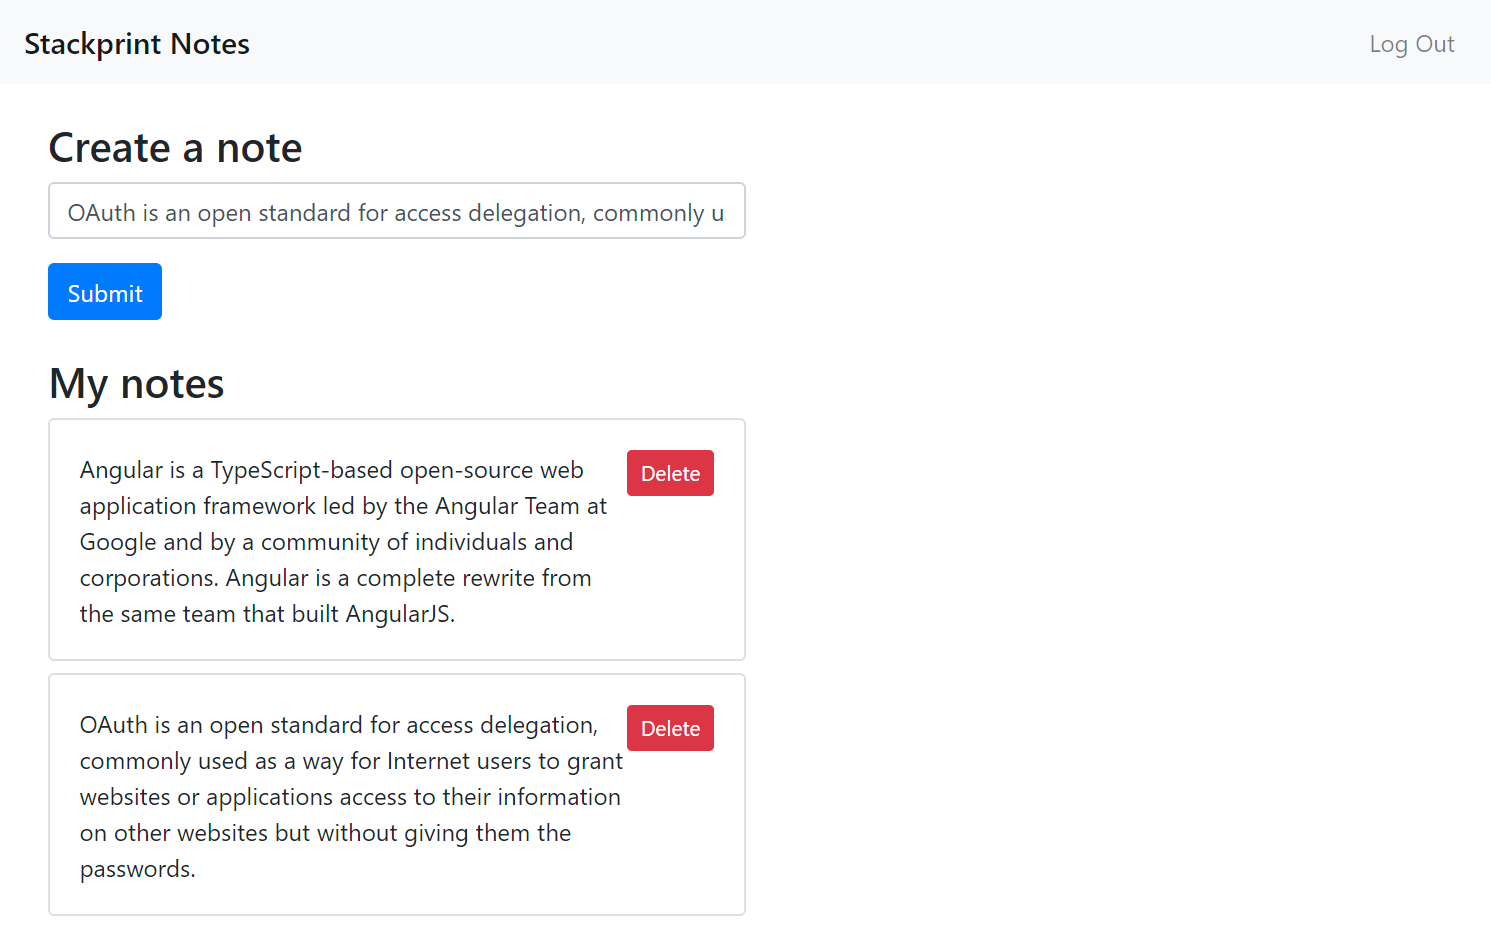 Stackprint Notes
Log Out
Create a note
OAuth is an open standard for access delegation, commonly u
Submit
My notes
Angular is a TypeScript-based open-source web
application framework led by the Angular Team at
Google and by a community of individuals and
corporations. Angular is a complete rewrite from
the same team that built AngularJS.
Delete
OAuth is an open standard for access delegation,
commonly used as a way for Internet users to grant
websites or applications access to their information
on other websites but without giving them the
passwords.
Delete